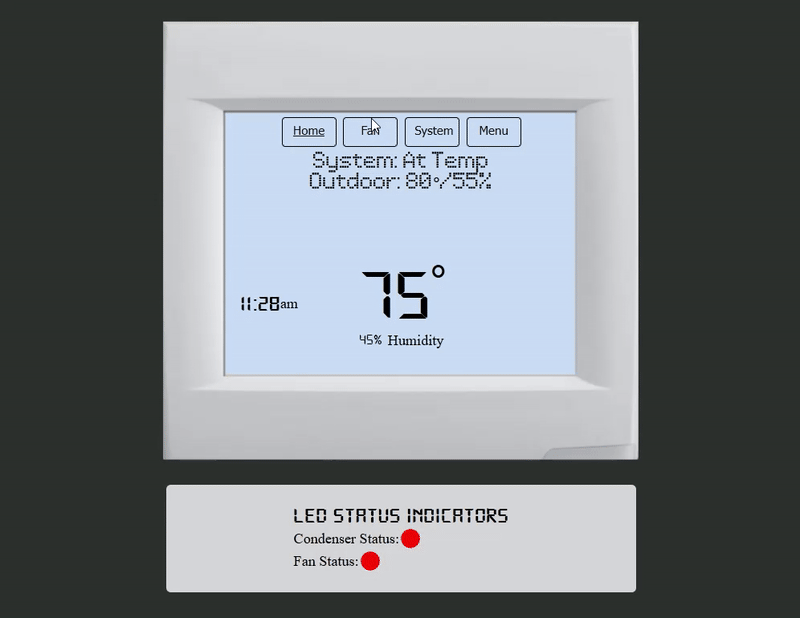 Home Fan System Menu
System: At Temp
Outdoor: 80°/55%
75°
11:28am
45% Humidity
LED STATUS INDICATORS
Condenser Status:
Fan Status: